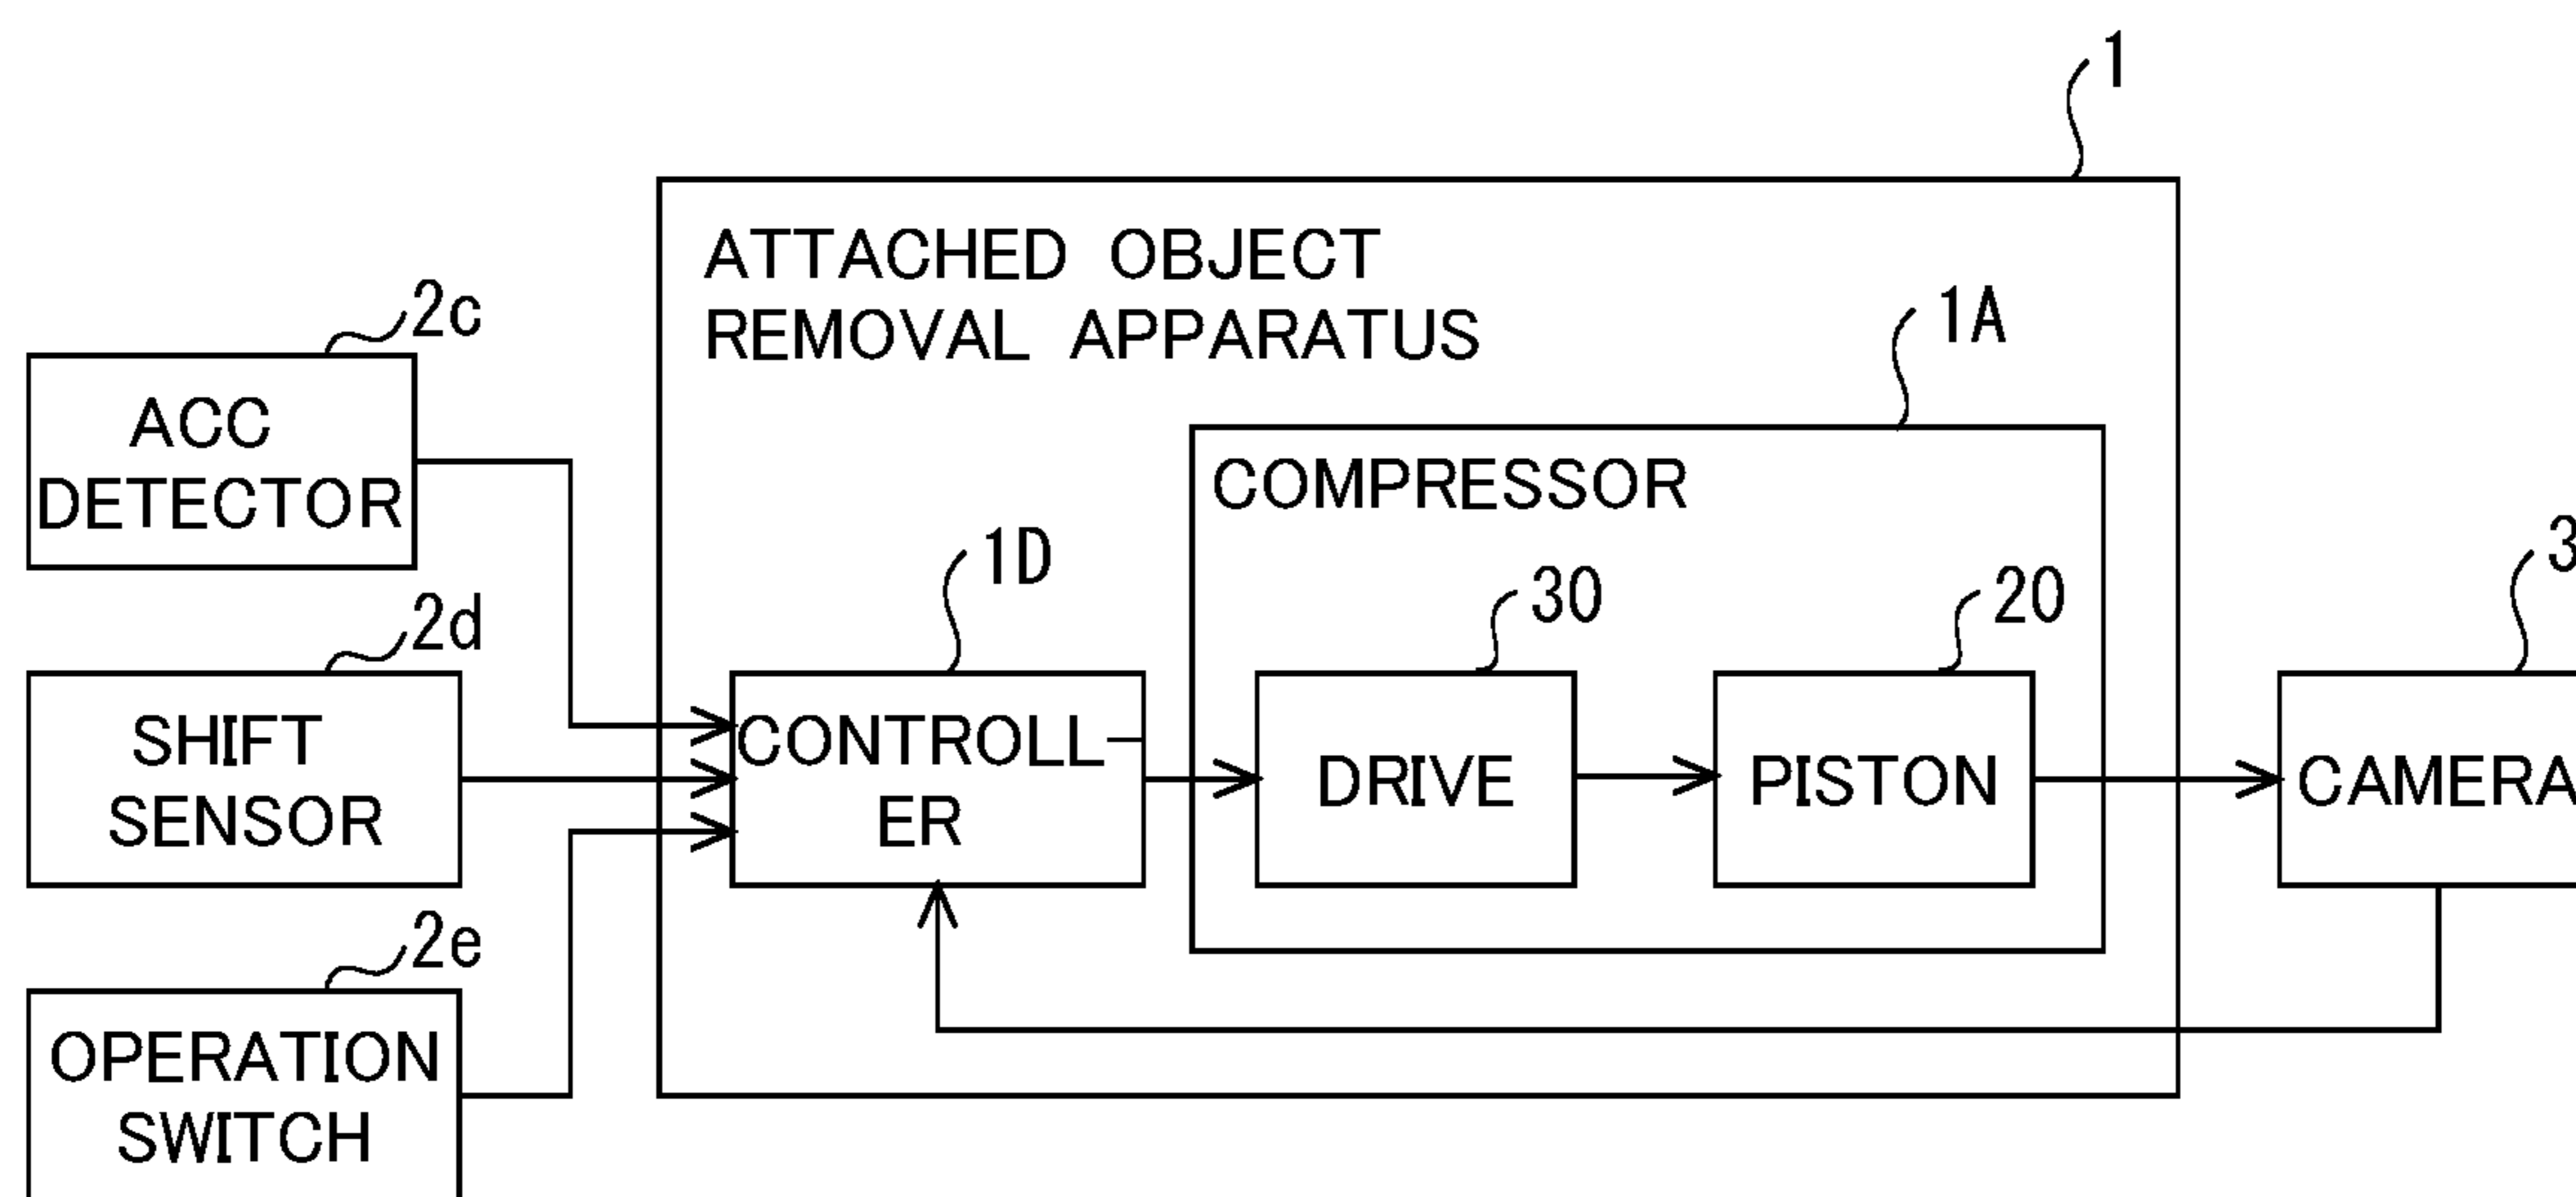 1
ATTACHED OBJECT
REMOVAL APPARATUS
2c
1A
ACC
DETECTOR
COMPRESSOR
1D
30
20
3
2d
SHIFT
SENSOR
CONTROLL-
ER
DRIVE
PISTON
CAMERA
2e
OPERATION
SWITCH